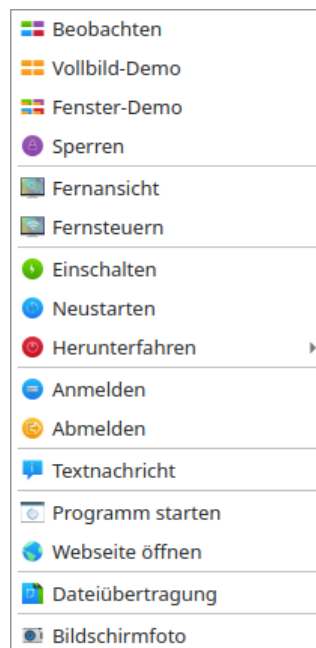 Beobachten
Vollbild-Demo
Fenster-Demo
Sperren
Fernansicht
Fernsteuern
Einschalten
Neustarten
Herunterfahren
Anmelden
Abmelden
Textnachricht
Programm starten
Webseite öffnen
Dateiübertragung
Bildschirmfoto